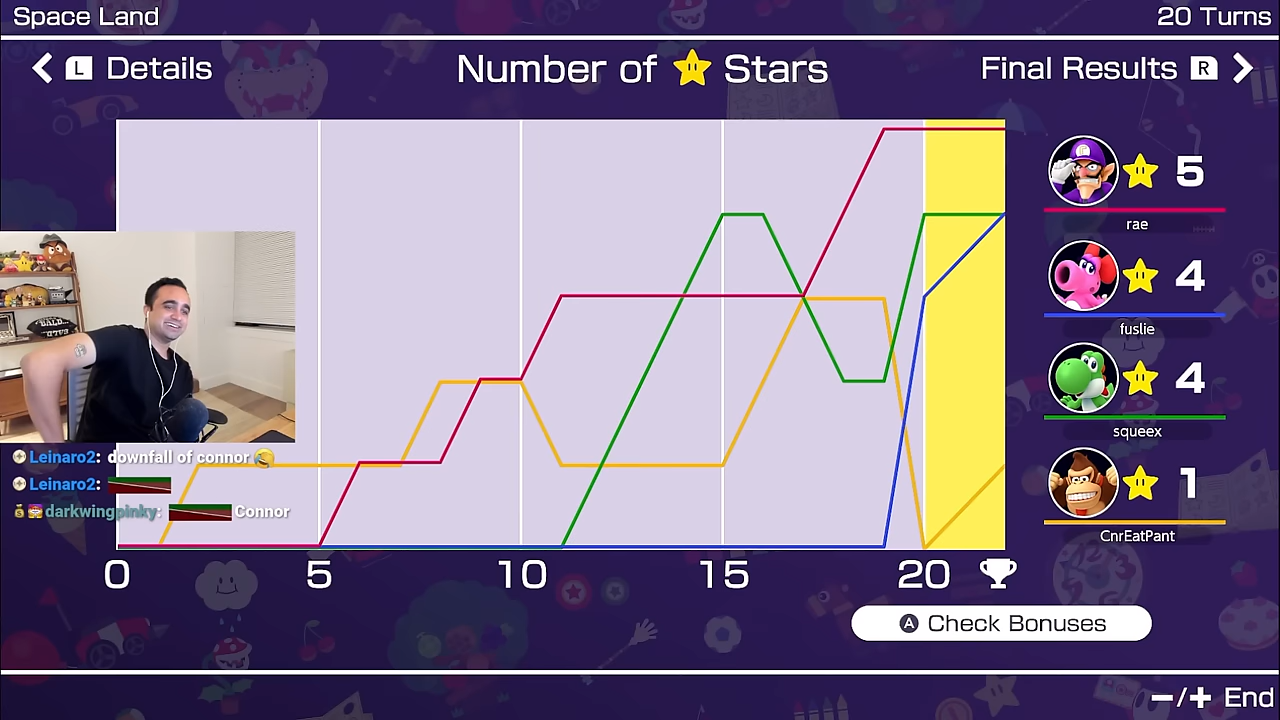 Space Land
20 Turns
L Details
Number of Stars
Final Results R
5
rae
4
fuslie
4
squeex
1
CnrEatPant
BALD
Leinaro2: downfall of connor
Leinaro2:
darkwingpinky: Connor
0 5 10 15 20
A Check Bonuses
−/+ End